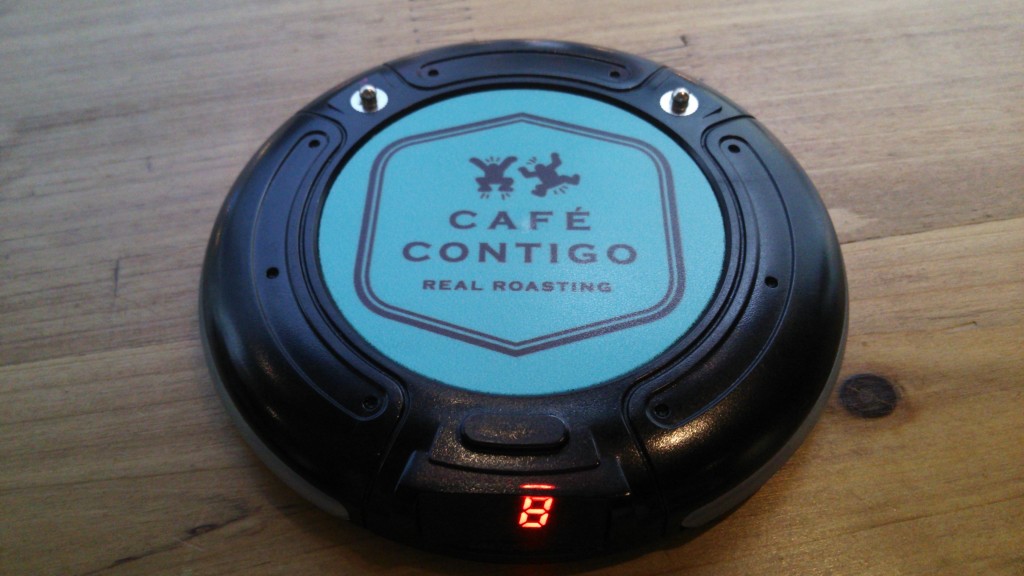 CAFÉ
CONTIGO
REAL ROASTING
8